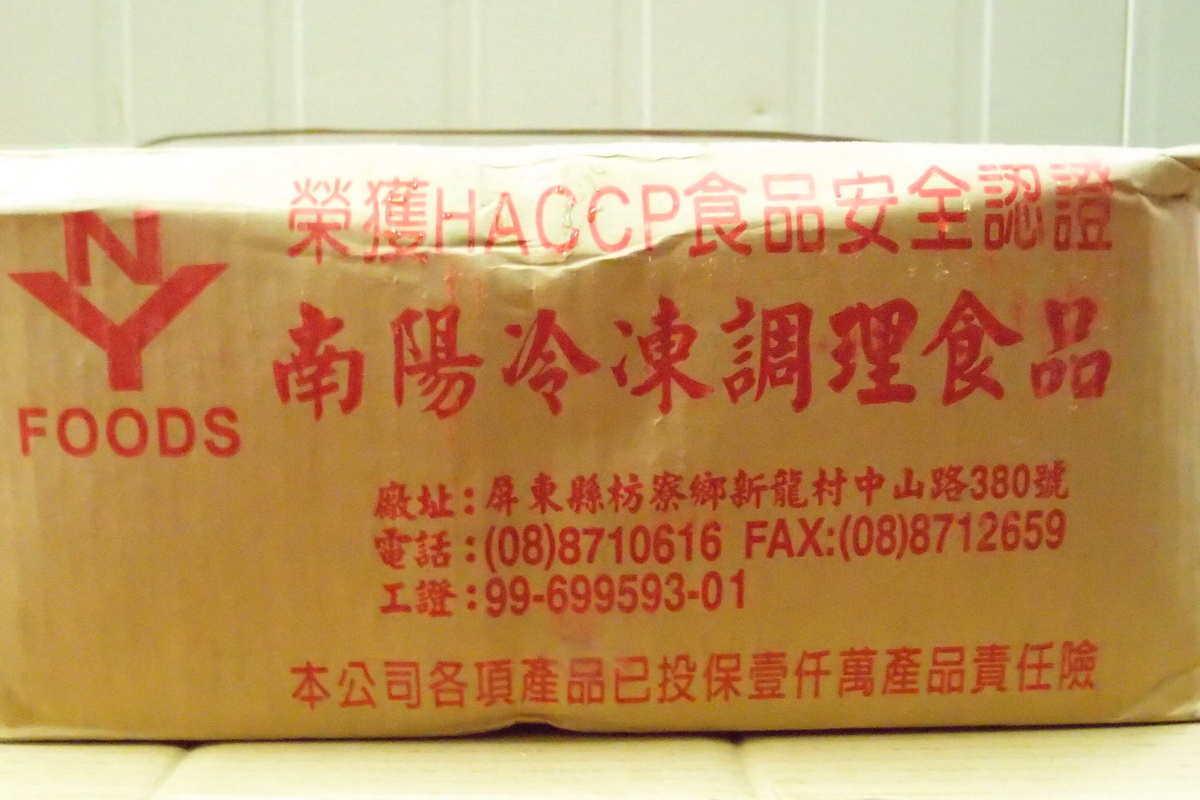 NY
FOODS
榮獲HACCP食品安全認證
南陽冷凍調理食品
廠址:屏東縣枋寮鄉新龍村中山路380號
電話:(08)8710616 FAX:(08)8712659
工證:99-699593-01
本公司各項產品已投保壹仟萬產品責任險